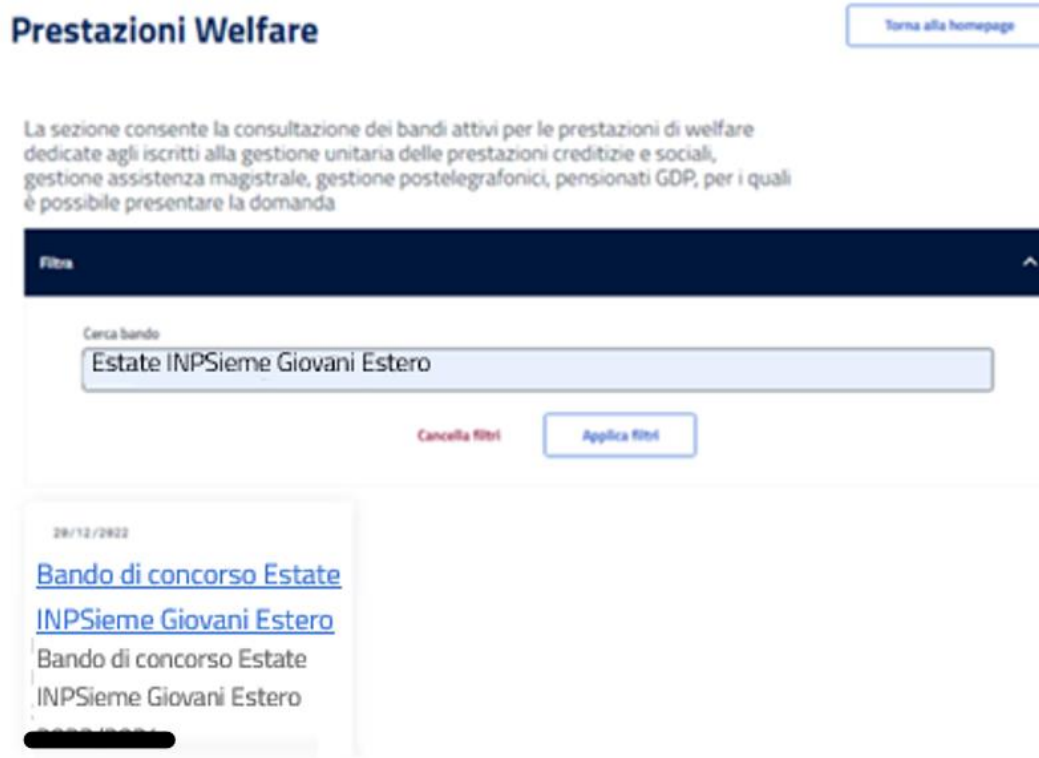 Prestazioni Welfare
Torna alla homepage
La sezione consente la consultazione dei bandi attivi per le prestazioni di welfare
dedicate agli iscritti alla gestione unitaria delle prestazioni creditizie e sociali,
gestione assistenza magistrale, gestione postelegrafonici, pensionati GDP, per i quali
è possibile presentare la domanda
Filtra
Cerca bando
Estate INPSieme Giovani Estero
Cancella filtri
Applica filtri
20/12/2022
Bando di concorso Estate
INPSieme Giovani Estero
Bando di concorso Estate
INPSieme Giovani Estero